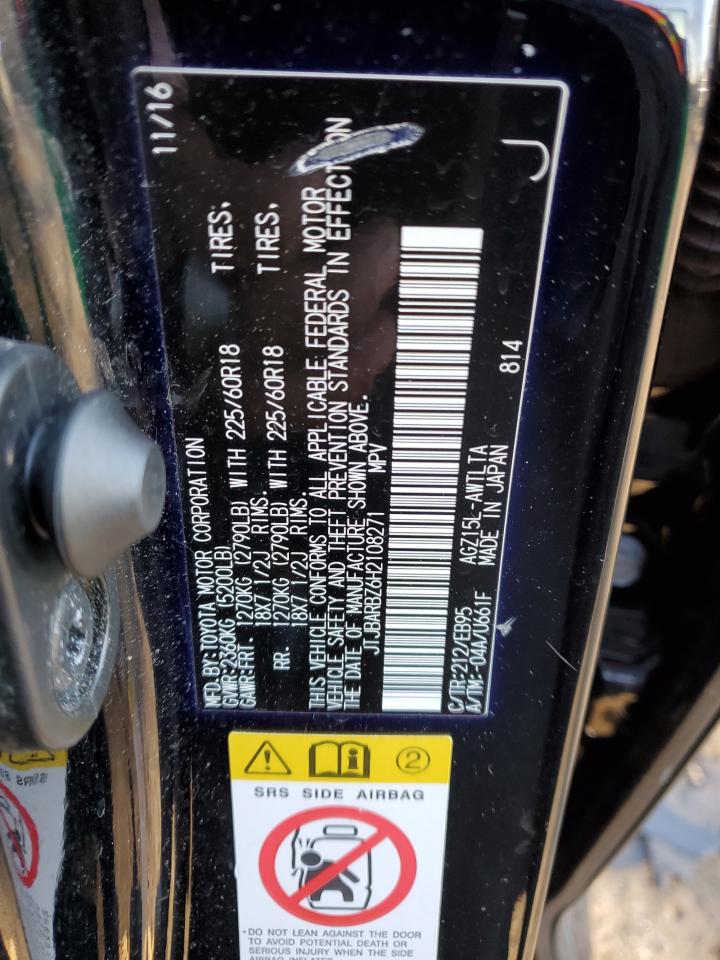 MFD.BY:TOYOTA MOTOR CORPORATION 11/16
GVWR:2360KG (5200LB)
GAWR:FRT. 1270KG (2790LB) WITH 225/60R18 TIRES,
18X7 1/2J RIMS,
RR. 1270KG (2790LB) WITH 225/60R18 TIRES,
18X7 1/2J RIMS.
THIS VEHICLE CONFORMS TO ALL APPLICABLE FEDERAL MOTOR
VEHICLE SAFETY AND THEFT PREVENTION STANDARDS IN EFFECT ON
THE DATE OF MANUFACTURE SHOWN ABOVE.
JTJBARBZ6H2108271 MPV
C/TR:212/EB95 AGZ15L-AWTLTA 814
A/TM:-04A/U661F MADE IN JAPAN
J
2
SRS SIDE AIRBAG
•DO NOT LEAN AGAINST THE DOOR
TO AVOID POTENTIAL DEATH OR
SERIOUS INJURY WHEN THE SIDE
AIRBAG INFLATES